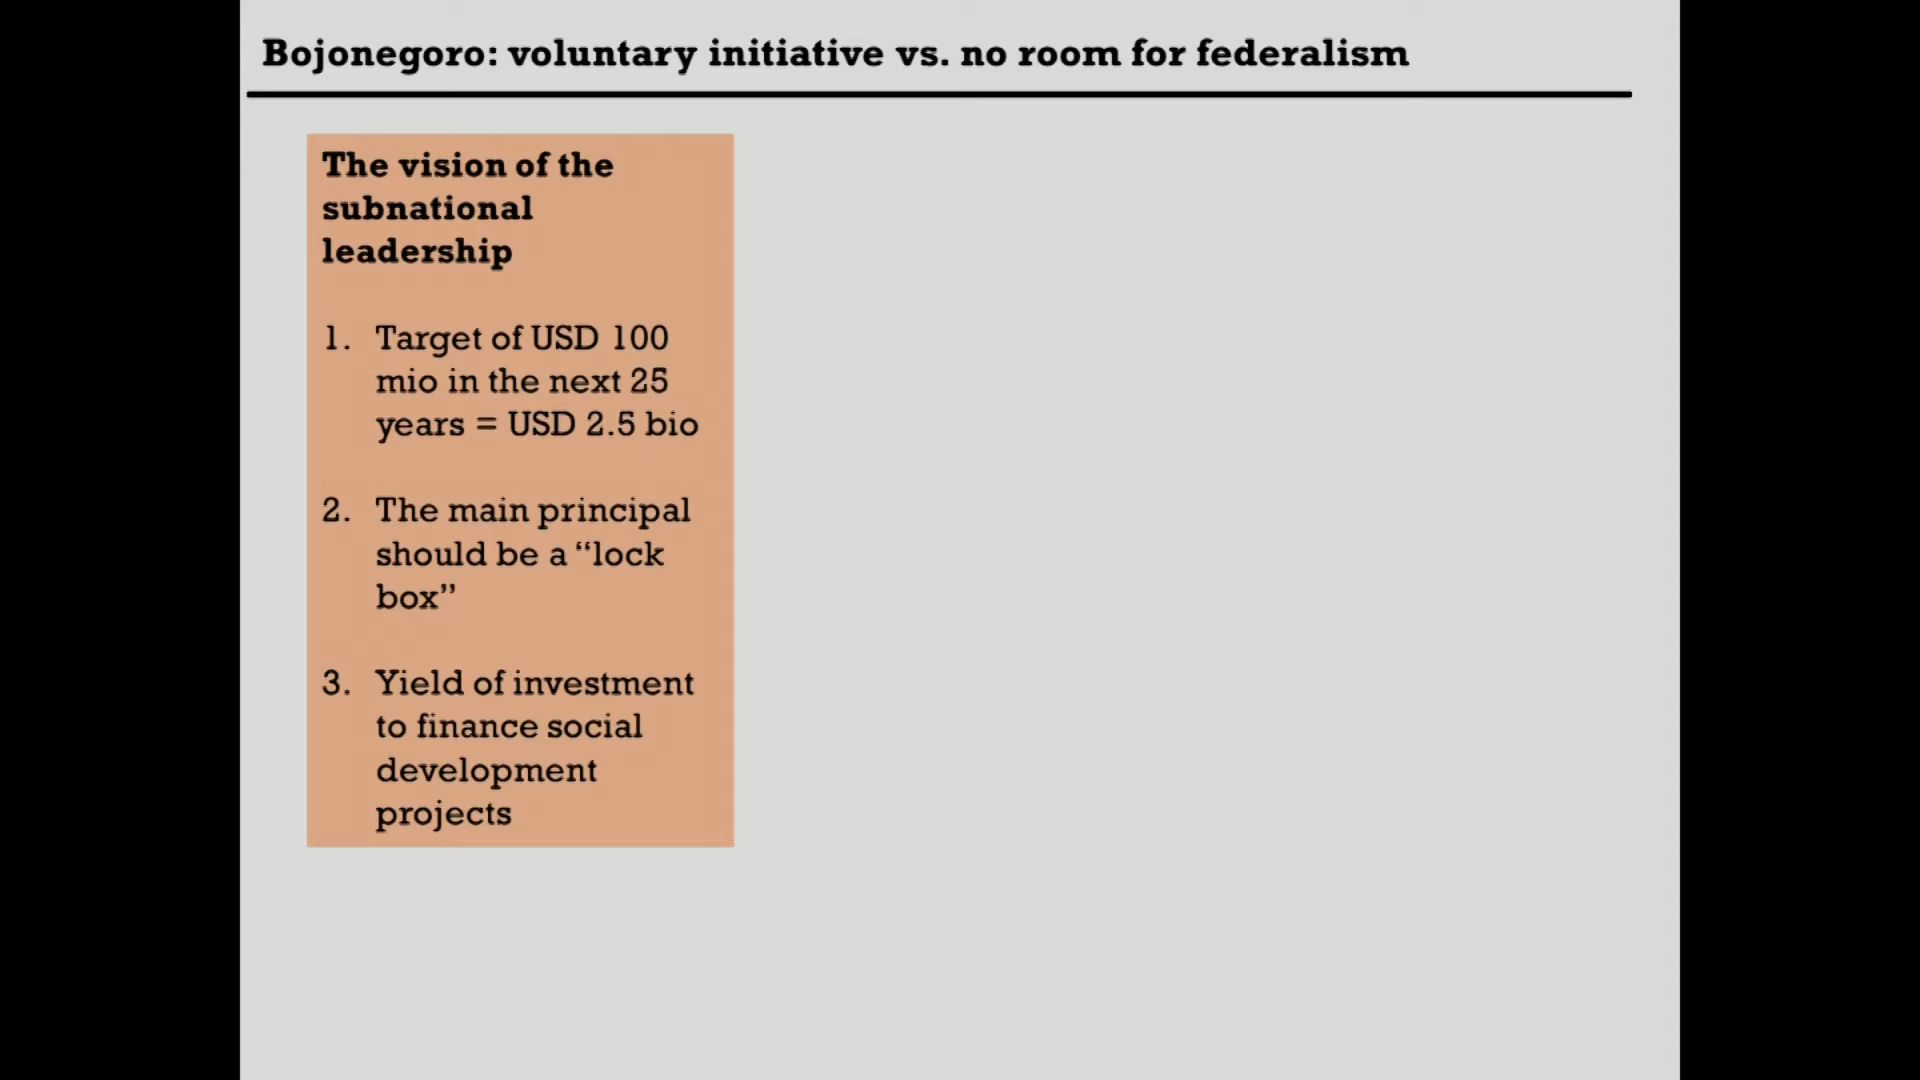 Bojonegoro: voluntary initiative vs. no room for federalism
The vision of the
subnational
leadership
1. Target of USD 100
mio in the next 25
years = USD 2.5 bio
2. The main principal
should be a “lock
box”
3. Yield of investment
to finance social
development
projects